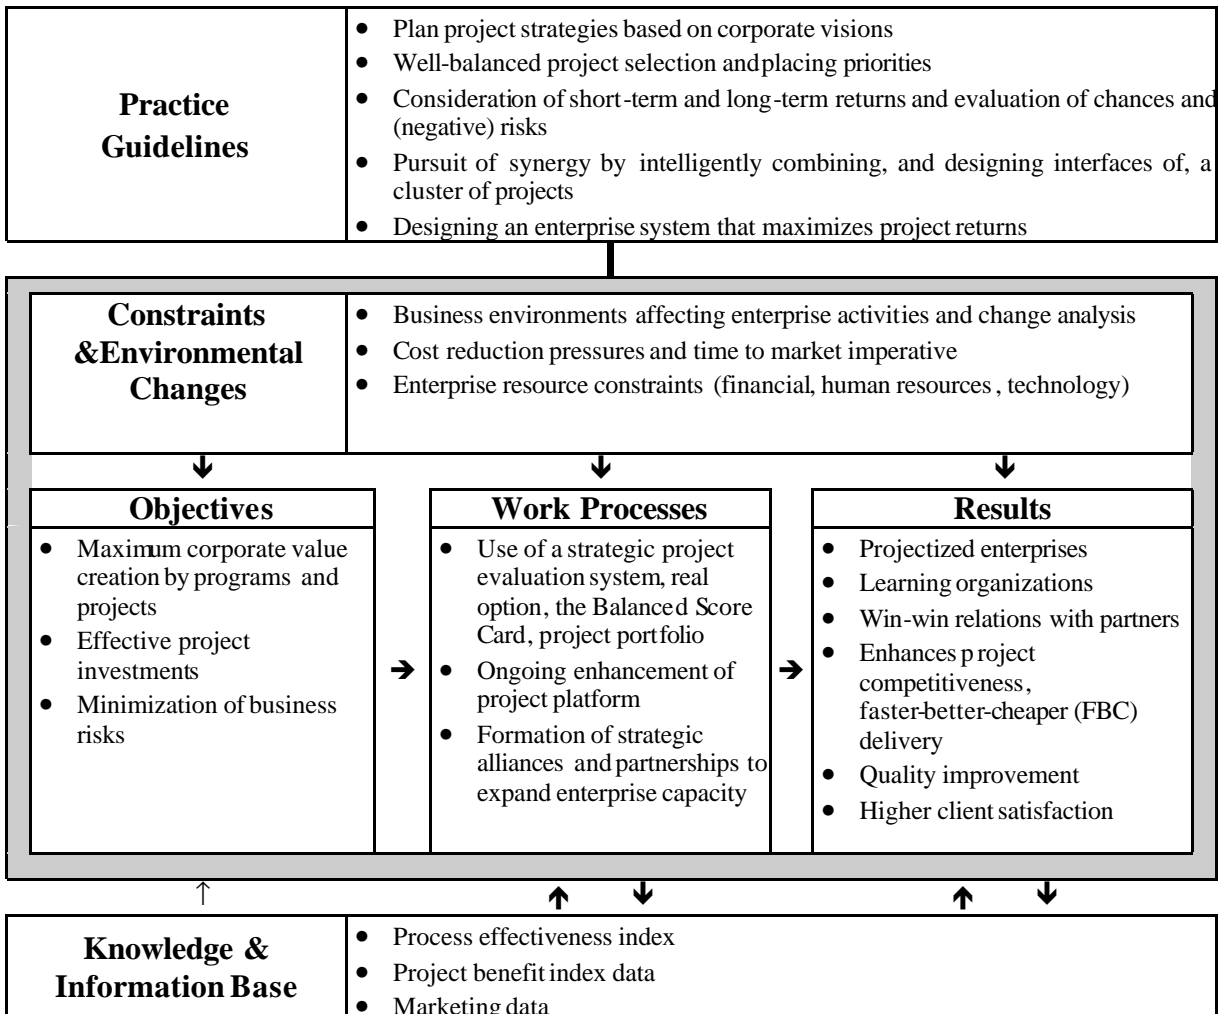 Practice
Guidelines
• Plan project strategies based on corporate visions
• Well-balanced project selection and placing priorities
• Consideration of short-term and long-term returns and evaluation of chances and
(negative) risks
• Pursuit of synergy by intelligently combining, and designing interfaces of, a
cluster of projects
• Designing an enterprise system that maximizes project returns
Constraints
&Environmental
Changes
• Business environments affecting enterprise activities and change analysis
• Cost reduction pressures and time to market imperative
• Enterprise resource constraints (financial, human resources, technology)
Objectives
• Maximum corporate value
creation by programs and
projects
• Effective project
investments
• Minimization of business
risks
Work Processes
• Use of a strategic project
evaluation system, real
option, the Balanced Score
Card, project portfolio
• Ongoing enhancement of
project platform
• Formation of strategic
alliances and partnerships to
expand enterprise capacity
Results
• Projectized enterprises
• Learning organizations
• Win-win relations with partners
• Enhances project
competitiveness,
faster-better-cheaper (FBC)
delivery
• Quality improvement
• Higher client satisfaction
Knowledge &
Information Base
• Process effectiveness index
• Project benefit index data
• Marketing data